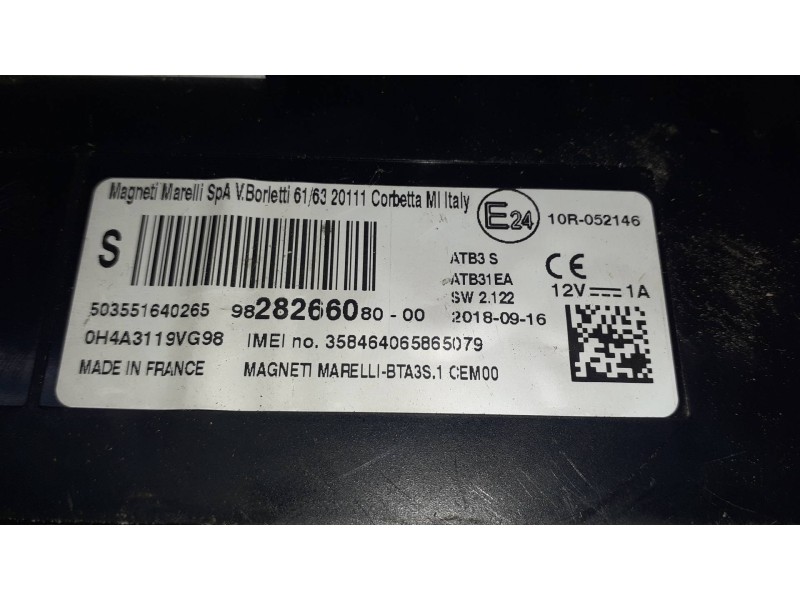 Magneti Marelli SpA V.Borletti 61/63 20111 Corbetta MI Italy
E24
10R-052146
S
ATB3 S
ATB31EA
SW 2.122
CE
12V 1A
503551640265 9828266080-00 2018-09-16
0H4A3119VG98 IMEI no. 358464065865079
MADE IN FRANCE MAGNETI MARELLI-BTA3S.1 CEM00